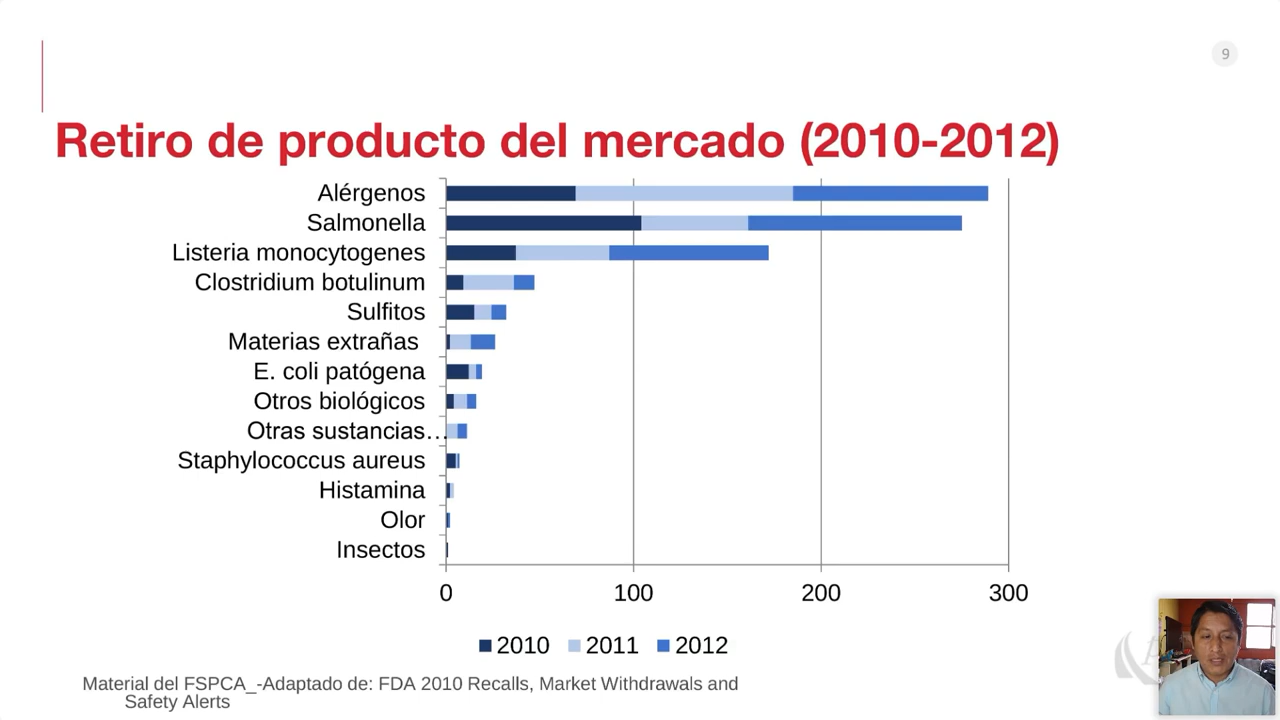 9
Retiro de producto del mercado (2010-2012)
Alérgenos
Salmonella
Listeria monocytogenes
Clostridium botulinum
Sulfitos
Materias extrañas
E. coli patógena
Otros biológicos
Otras sustancias…
Staphylococcus aureus
Histamina
Olor
Insectos
0 100 200 300
2010 2011 2012
Material del FSPCA_-Adaptado de: FDA 2010 Recalls, Market Withdrawals and
Safety Alerts